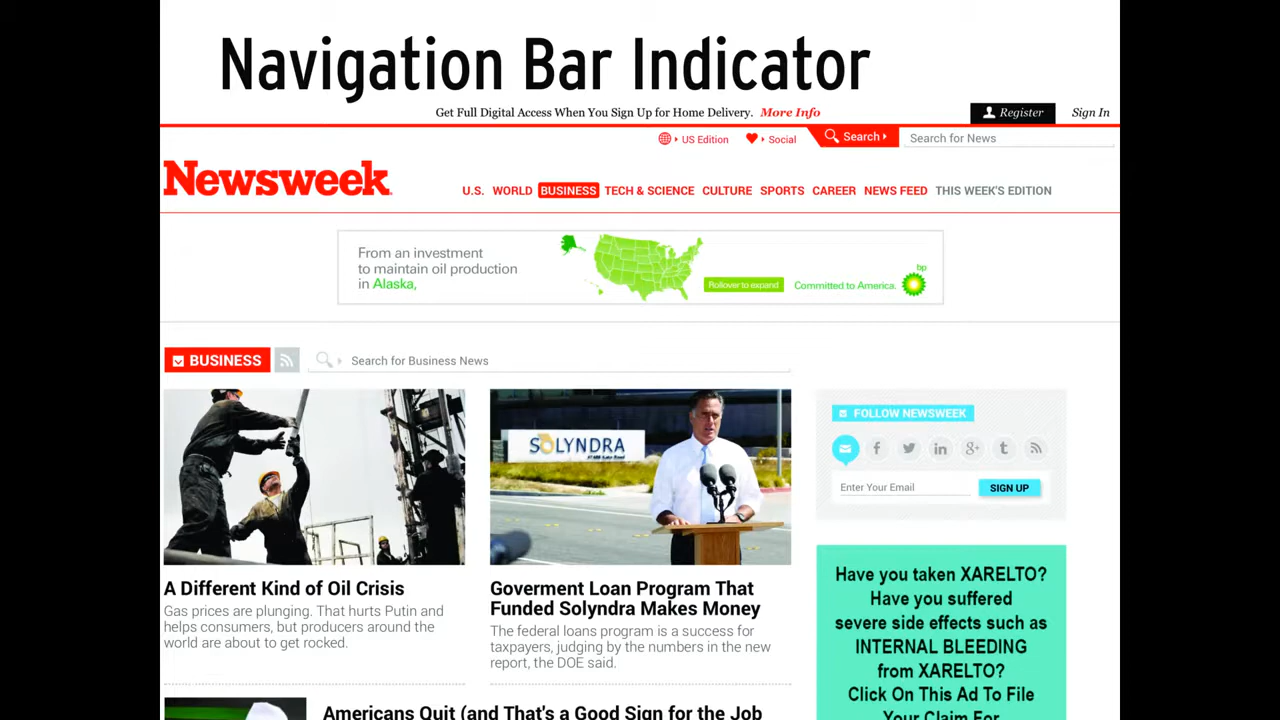 Navigation Bar Indicator
Get Full Digital Access When You Sign Up for Home Delivery. More Info
Register
Sign In
US Edition
Social
Search
Search for News
Newsweek
U.S. WORLD BUSINESS TECH & SCIENCE CULTURE SPORTS CAREER NEWS FEED THIS WEEK'S EDITION
From an investment
to maintain oil production
in Alaska,
Rollover to expand
Committed to America.
bp
BUSINESS
Search for Business News
SOLYNDRA
FOLLOW NEWSWEEK
Enter Your Email
SIGN UP
A Different Kind of Oil Crisis
Gas prices are plunging. That hurts Putin and
helps consumers, but producers around the
world are about to get rocked.
Goverment Loan Program That
Funded Solyndra Makes Money
The federal loans program is a success for
taxpayers, judging by the numbers in the new
report, the DOE said.
Have you taken XARELTO?
Have you suffered
severe side effects such as
INTERNAL BLEEDING
from XARELTO?
Click On This Ad To File
Your Claim For
Americans Quit (and That's a Good Sign for the Job